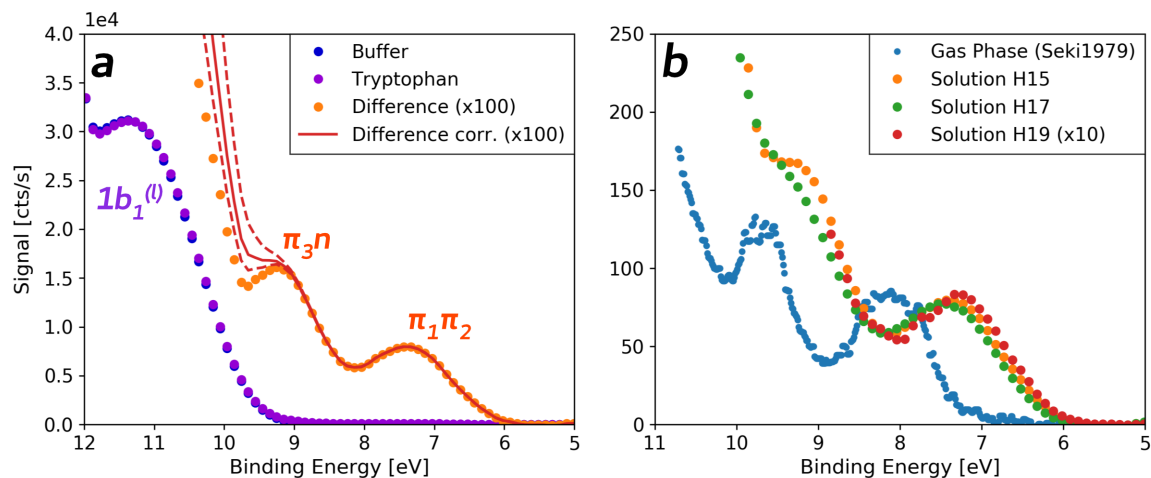 1e4
a
Buffer
Tryptophan
Difference (x100)
Difference corr. (x100)
1b₁⁽ˡ⁾
π₃n
π₁π₂
4.0
3.5
3.0
2.5
2.0
1.5
1.0
0.5
0.0
Signal [cts/s]
12 11 10 9 8 7 6 5
Binding Energy [eV]
b
Gas Phase (Seki1979)
Solution H15
Solution H17
Solution H19 (x10)
250
200
150
100
50
0
11 10 9 8 7 6 5
Binding Energy [eV]